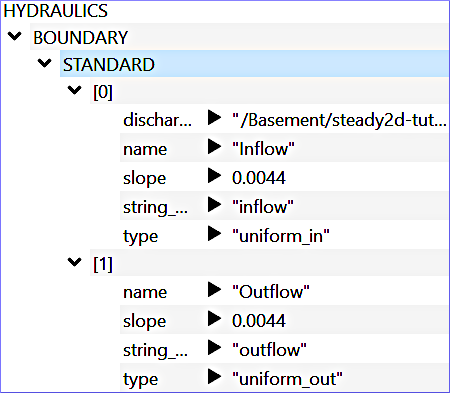 HYDRAULICS
BOUNDARY
STANDARD
[0]
dischar... "/Basement/steady2d-tut...
name "Inflow"
slope 0.0044
string_... "inflow"
type "uniform_in"
[1]
name "Outflow"
slope 0.0044
string_... "outflow"
type "uniform_out"